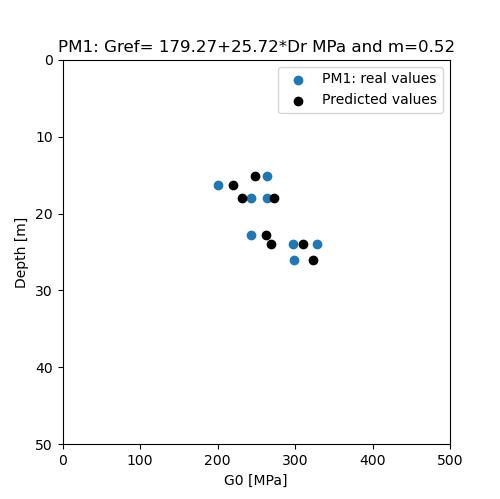 PM1: Gref= 179.27+25.72*Dr MPa and m=0.52
PM1: real values
Predicted values
0
10
20
30
40
50
Depth [m]
0 100 200 300 400 500
G0 [MPa]